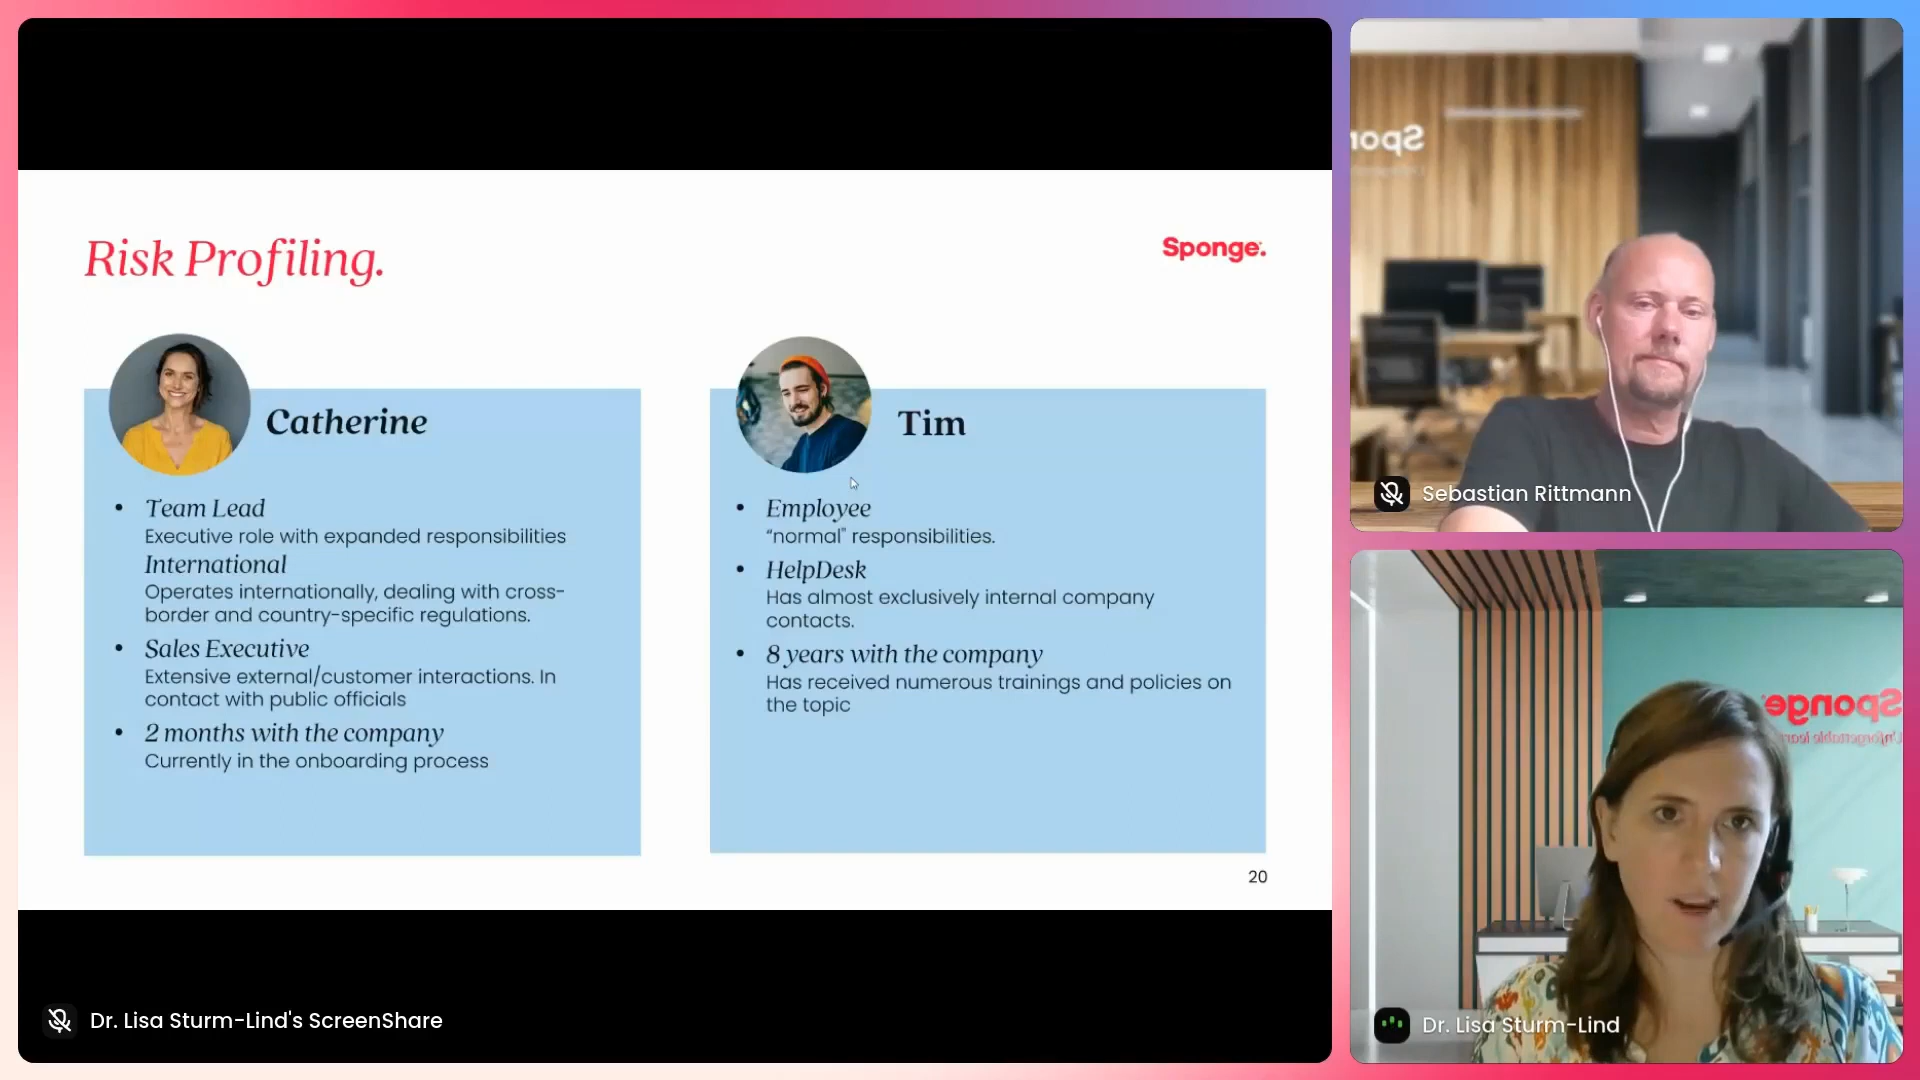 Risk Profiling.
Sponge.
Catherine
• Team Lead
Executive role with expanded responsibilities
International
Operates internationally, dealing with cross-
border and country-specific regulations.
• Sales Executive
Extensive external/customer interactions. In
contact with public officials
• 2 months with the company
Currently in the onboarding process
Tim
• Employee
“normal" responsibilities.
• HelpDesk
Has almost exclusively internal company
contacts.
• 8 years with the company
Has received numerous trainings and policies on
the topic
20
Dr. Lisa Sturm-Lind's ScreenShare
Spon
Sebastian Rittmann
Sponge.
Unforgettable lear
Dr. Lisa Sturm-Lind